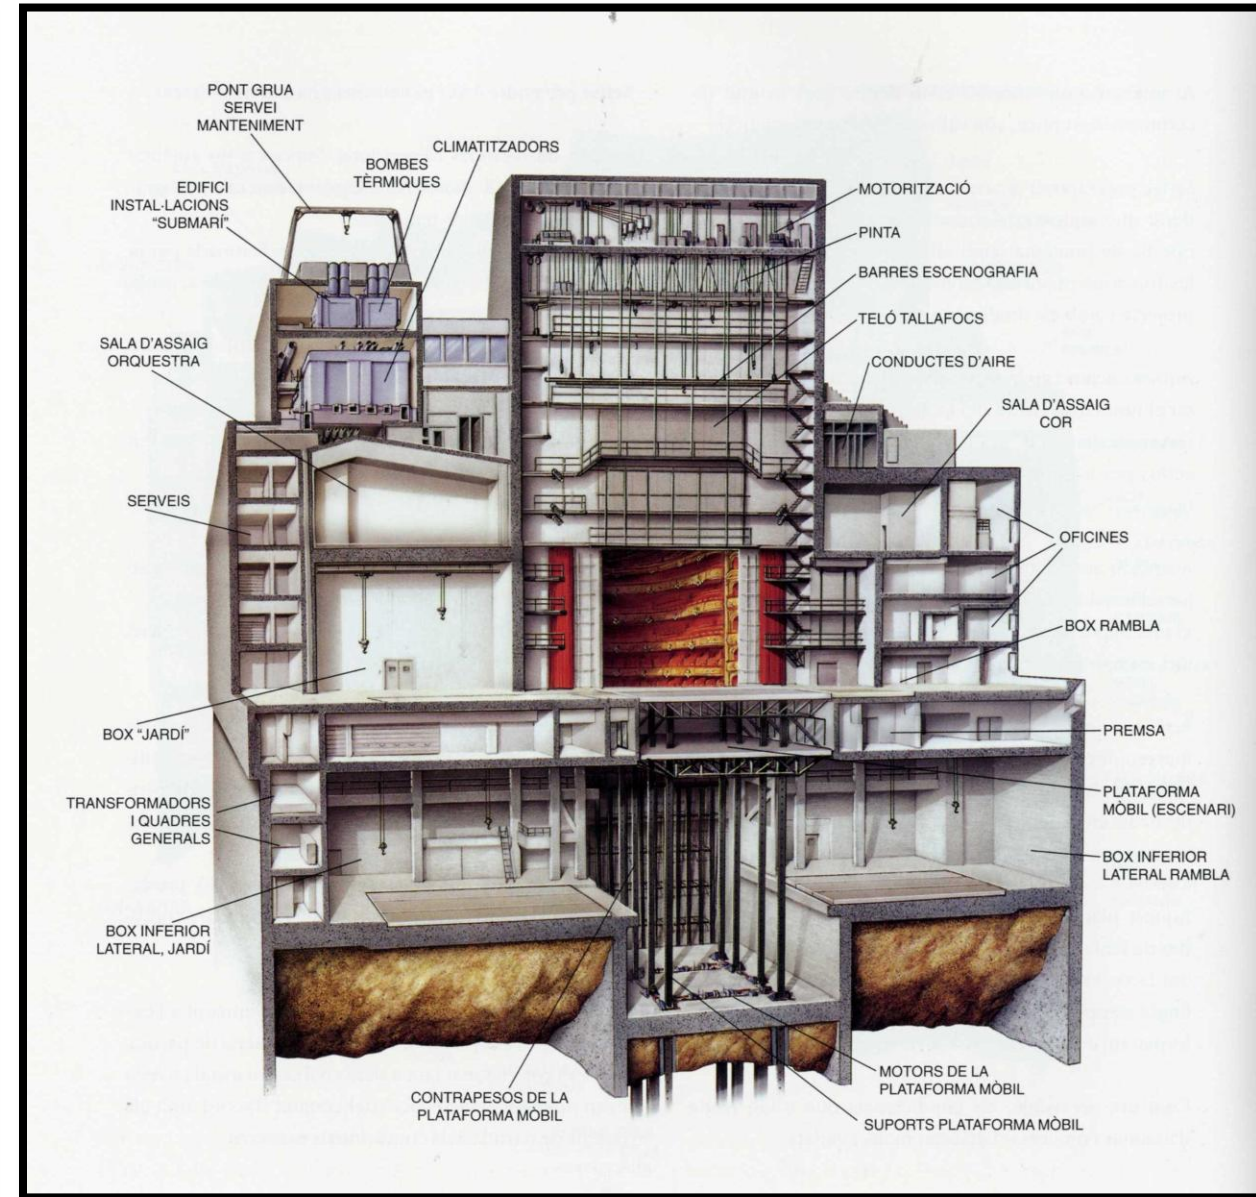 PONT GRUA
SERVEI
MANTENIMENT
EDIFICI
INSTAL·LACIONS
“SUBMARÍ”
BOMBES
TÈRMIQUES
CLIMATITZADORS
SALA D'ASSAIG
ORQUESTRA
SERVEIS
BOX “JARDÍ”
TRANSFORMADORS
I QUADRES
GENERALS
BOX INFERIOR
LATERAL, JARDÍ
CONTRAPESOS DE LA
PLATAFORMA MÒBIL
MOTORITZACIÓ
PINTA
BARRES ESCENOGRAFIA
TELÓ TALLAFOCS
CONDUCTES D'AIRE
SALA D'ASSAIG
COR
OFICINES
BOX RAMBLA
PREMSA
PLATAFORMA
MÒBIL (ESCENARI)
BOX INFERIOR
LATERAL RAMBLA
MOTORS DE LA
PLATAFORMA MÒBIL
SUPORTS PLATAFORMA MÒBIL